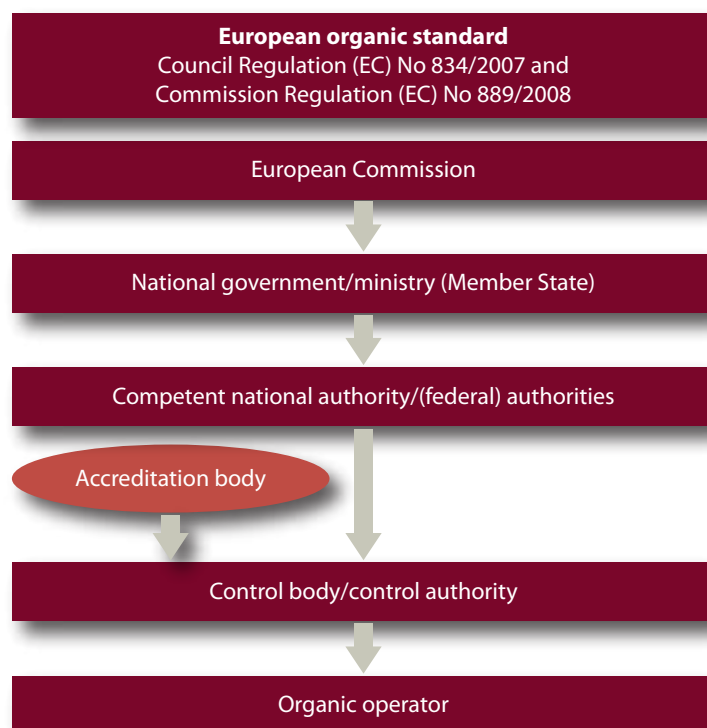 European organic standard
Council Regulation (EC) No 834/2007 and
Commission Regulation (EC) No 889/2008
European Commission
National government/ministry (Member State)
Competent national authority/(federal) authorities
Accreditation body
Control body/control authority
Organic operator